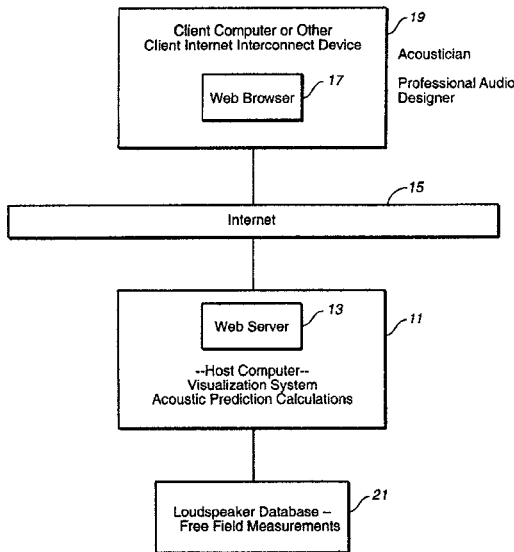 Client Computer or Other
Client Internet Interconnect Device
19
Acoustician
Professional Audio
Designer
17
Web Browser
15
Internet
13
Web Server
11
--Host Computer--
Visualization System
Acoustic Prediction Calculations
21
Loudspeaker Database –
Free Field Measurements